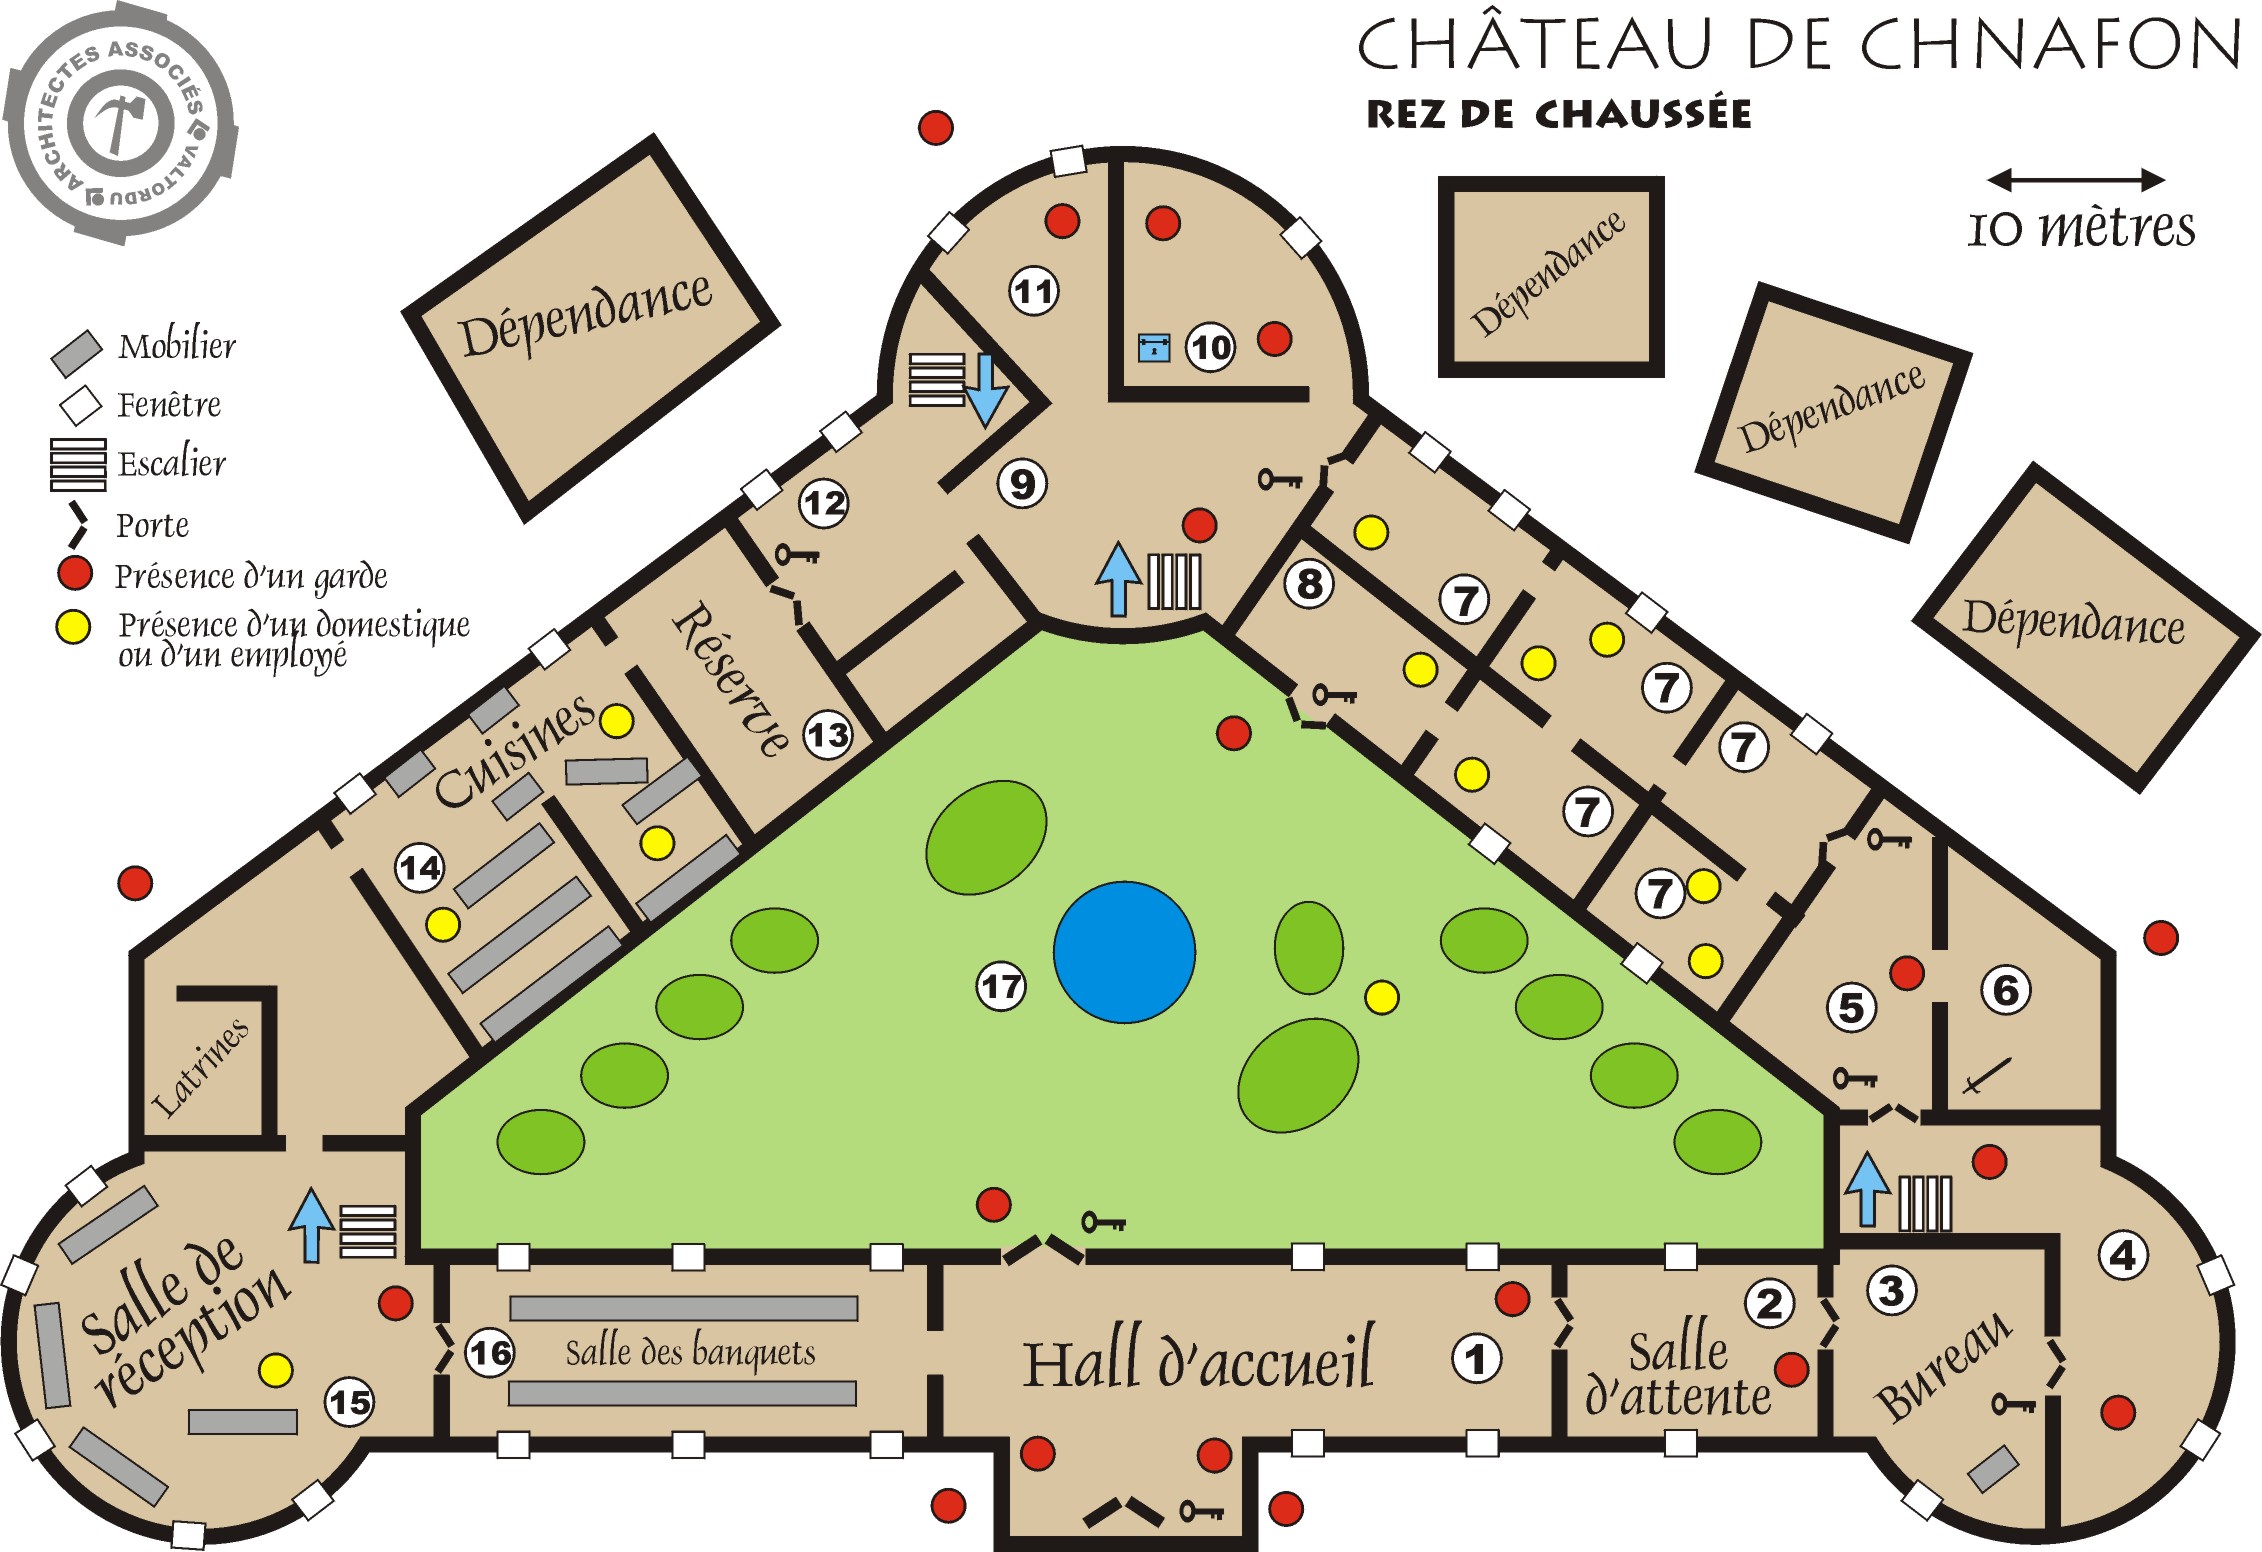 CHÂTEAU DE CHNAFON
REZ DE CHAUSSÉE
ARCHITECTES ASSOCIÉS
VALTORDU
10 mètres
Mobilier
Fenêtre
Escalier
Porte
Présence d'un garde
Présence d'un domestique
ou d'un employé
Dépendance
Dépendance
Dépendance
Dépendance
11
10
9
12
8
7
7
7
7
7
Réserve
13
Cuisines
14
17
5
6
Latrines
4
Salle de
réception
15
16
Salle des banquets
Hall d'accueil
1
Salle
d'attente
2
3
Bureau